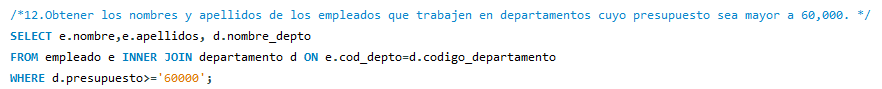 /*12.Obtener los nombres y apellidos de los empleados que trabajen en departamentos cuyo presupuesto sea mayor a 60,000. */
SELECT e.nombre,e.apellidos, d.nombre_depto
FROM empleado e INNER JOIN departamento d ON e.cod_depto=d.codigo_departamento
WHERE d.presupuesto>='60000';